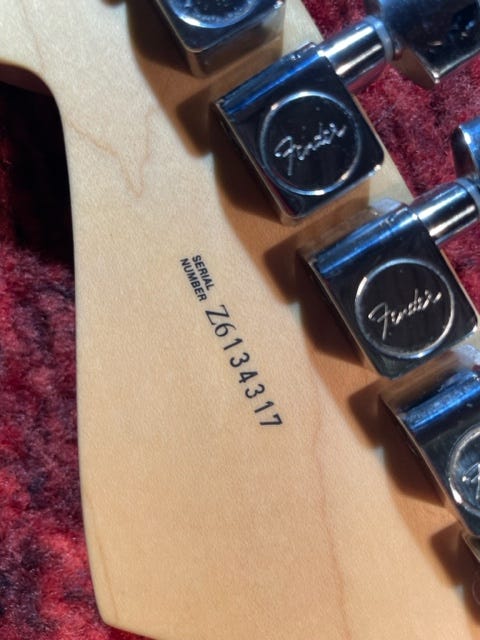 Fender
Fender
SERIAL
NUMBER
Z6134317